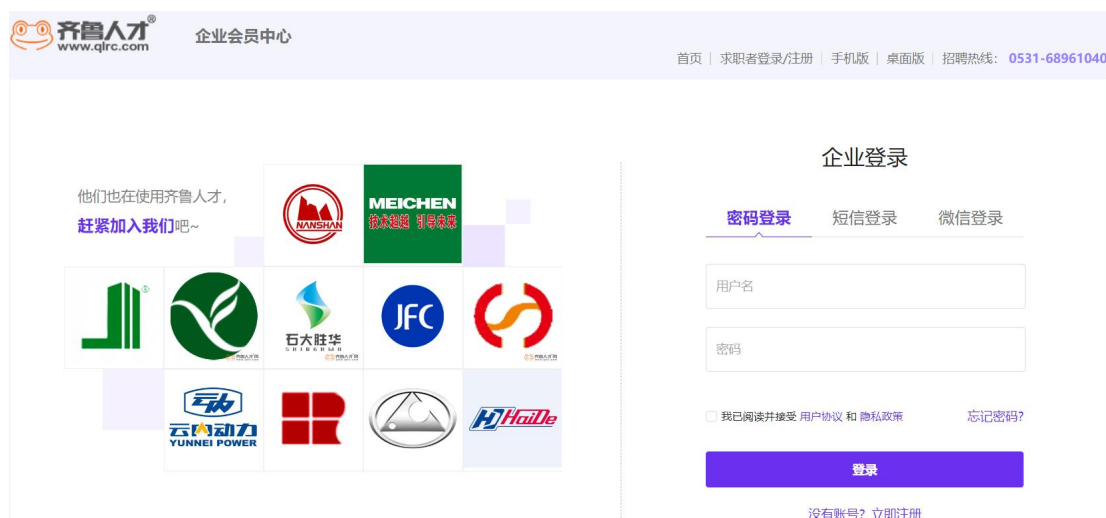 齐鲁人才®
www.qlrc.com
企业会员中心
首页 | 求职者登录/注册 | 手机版 | 桌面版 | 招聘热线： 0531-68961040
他们也在使用齐鲁人才，
赶紧加入我们吧~
NANSHAN
MEICHEN
技术超越 引导未来
石大胜华
SHINGHWA
JFC
云内动力
YUNNEI POWER
HaiDe
企业登录
密码登录 短信登录 微信登录
用户名
密码
我已阅读并接受 用户协议 和 隐私政策 忘记密码?
登录
没有账号? 立即注册